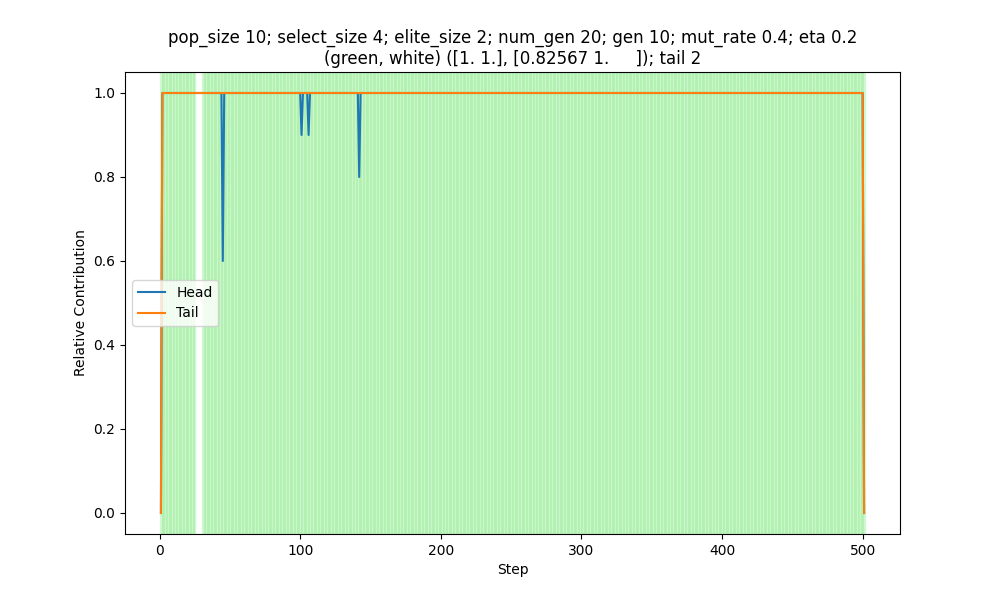 pop_size 10; select_size 4; elite_size 2; num_gen 20; gen 10; mut_rate 0.4; eta 0.2
(green, white) ([1. 1.], [0.82567 1.     ]); tail 2
Relative Contribution
1.0
0.8
0.6
0.4
0.2
0.0
Head
Tail
0 100 200 300 400 500
Step